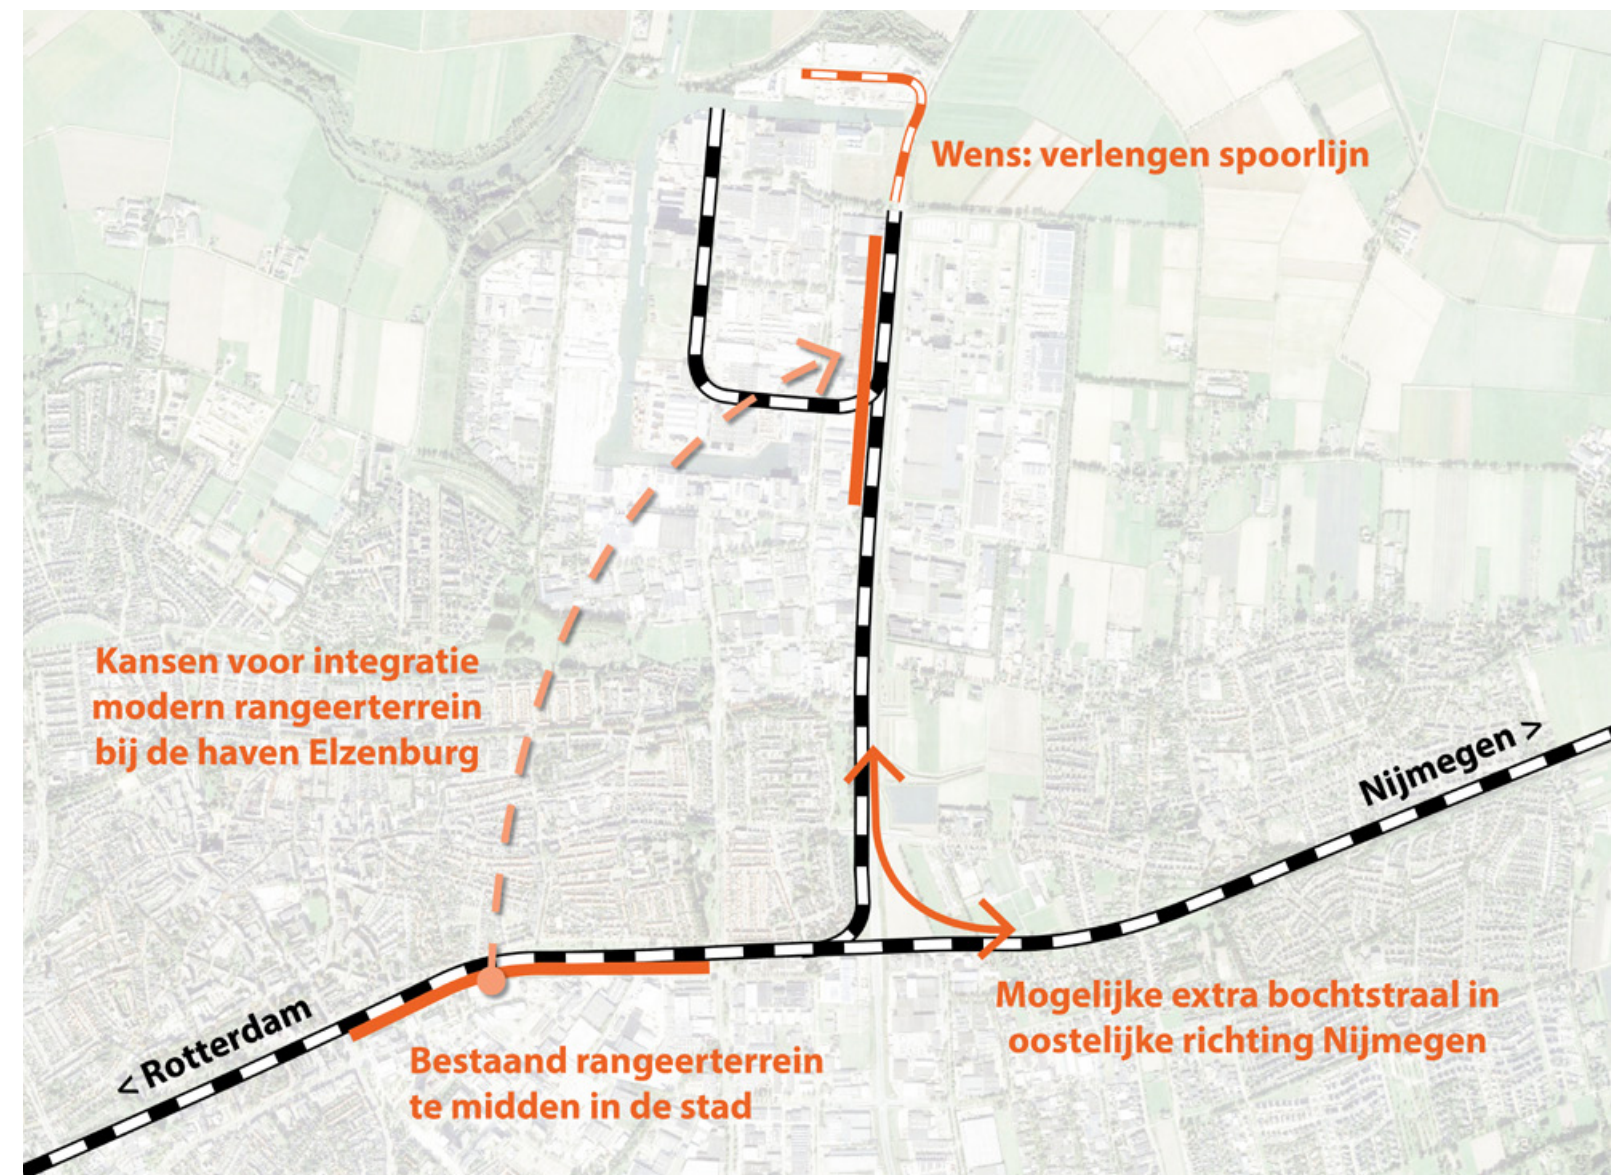 Wens: verlengen spoorlijn
Kansen voor integratie
modern rangeerterrein
bij de haven Elzenburg
Nijmegen >
< Rotterdam
Mogelijke extra bochtstraal in
oostelijke richting Nijmegen
Bestaand rangeerterrein
te midden in de stad